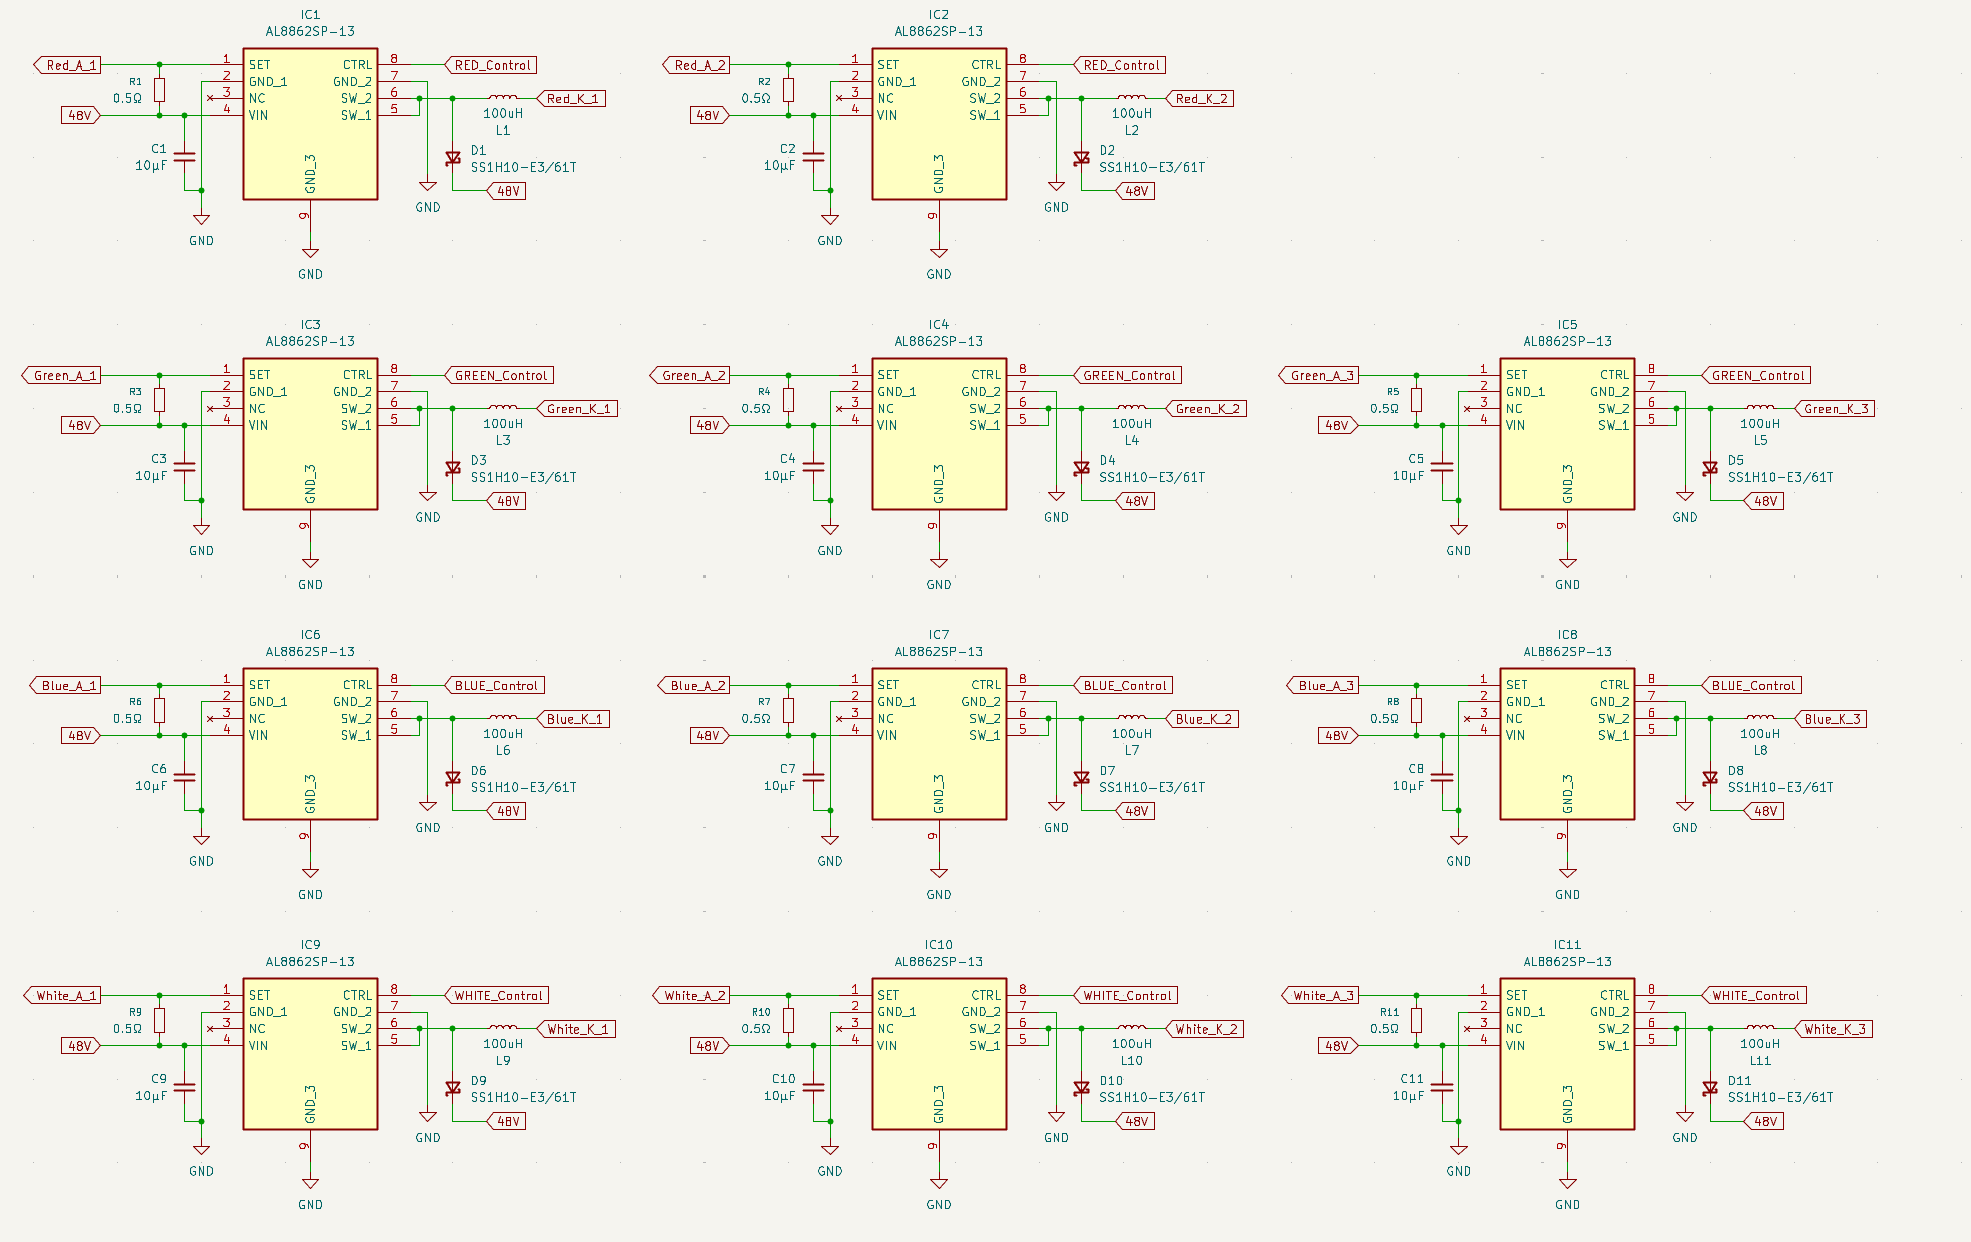 IC1
AL8862SP-13
Red_A_1
R1
0.5Ω
48V
C1
10µF
GND
1 SET
2 GND_1
3 NC
4 VIN
GND_3
9
GND
CTRL 8
GND_2 7
SW_2 6
SW_1 5
RED_Control
Red_K_1
100uH
L1
D1
SS1H10-E3/61T
48V
GND
IC2
AL8862SP-13
Red_A_2
R2
0.5Ω
48V
C2
10µF
GND
1 SET
2 GND_1
3 NC
4 VIN
GND_3
9
GND
CTRL 8
GND_2 7
SW_2 6
SW_1 5
RED_Control
Red_K_2
100uH
L2
D2
SS1H10-E3/61T
48V
GND
IC3
AL8862SP-13
Green_A_1
R3
0.5Ω
48V
C3
10µF
GND
1 SET
2 GND_1
3 NC
4 VIN
GND_3
9
GND
CTRL 8
GND_2 7
SW_2 6
SW_1 5
GREEN_Control
Green_K_1
100uH
L3
D3
SS1H10-E3/61T
48V
GND
IC4
AL8862SP-13
Green_A_2
R4
0.5Ω
48V
C4
10µF
GND
1 SET
2 GND_1
3 NC
4 VIN
GND_3
9
GND
CTRL 8
GND_2 7
SW_2 6
SW_1 5
GREEN_Control
Green_K_2
100uH
L4
D4
SS1H10-E3/61T
48V
GND
IC5
AL8862SP-13
Green_A_3
R5
0.5Ω
48V
C5
10µF
GND
1 SET
2 GND_1
3 NC
4 VIN
GND_3
9
GND
CTRL 8
GND_2 7
SW_2 6
SW_1 5
GREEN_Control
Green_K_3
100uH
L5
D5
SS1H10-E3/61T
48V
GND
IC6
AL8862SP-13
Blue_A_1
R6
0.5Ω
48V
C6
10µF
GND
1 SET
2 GND_1
3 NC
4 VIN
GND_3
9
GND
CTRL 8
GND_2 7
SW_2 6
SW_1 5
BLUE_Control
Blue_K_1
100uH
L6
D6
SS1H10-E3/61T
48V
GND
IC7
AL8862SP-13
Blue_A_2
R7
0.5Ω
48V
C7
10µF
GND
1 SET
2 GND_1
3 NC
4 VIN
GND_3
9
GND
CTRL 8
GND_2 7
SW_2 6
SW_1 5
BLUE_Control
Blue_K_2
100uH
L7
D7
SS1H10-E3/61T
48V
GND
IC8
AL8862SP-13
Blue_A_3
R8
0.5Ω
48V
C8
10µF
GND
1 SET
2 GND_1
3 NC
4 VIN
GND_3
9
GND
CTRL 8
GND_2 7
SW_2 6
SW_1 5
BLUE_Control
Blue_K_3
100uH
L8
D8
SS1H10-E3/61T
48V
GND
IC9
AL8862SP-13
White_A_1
R9
0.5Ω
48V
C9
10µF
GND
1 SET
2 GND_1
3 NC
4 VIN
GND_3
9
GND
CTRL 8
GND_2 7
SW_2 6
SW_1 5
WHITE_Control
White_K_1
100uH
L9
D9
SS1H10-E3/61T
48V
GND
IC10
AL8862SP-13
White_A_2
R10
0.5Ω
48V
C10
10µF
GND
1 SET
2 GND_1
3 NC
4 VIN
GND_3
9
GND
CTRL 8
GND_2 7
SW_2 6
SW_1 5
WHITE_Control
White_K_2
100uH
L10
D10
SS1H10-E3/61T
48V
GND
IC11
AL8862SP-13
White_A_3
R11
0.5Ω
48V
C11
10µF
GND
1 SET
2 GND_1
3 NC
4 VIN
GND_3
9
GND
CTRL 8
GND_2 7
SW_2 6
SW_1 5
WHITE_Control
White_K_3
100uH
L11
D11
SS1H10-E3/61T
48V
GND